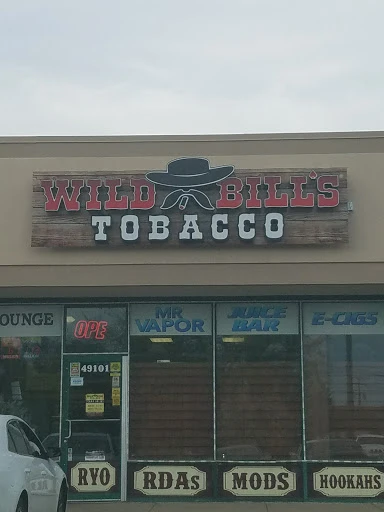 WILD BILL'S
TOBACCO
OUNGE
OPE
MR
VAPOR
JUICE
BAR
E-CIGS
49101
RYO
RDAs
MODS
HOOKAHS